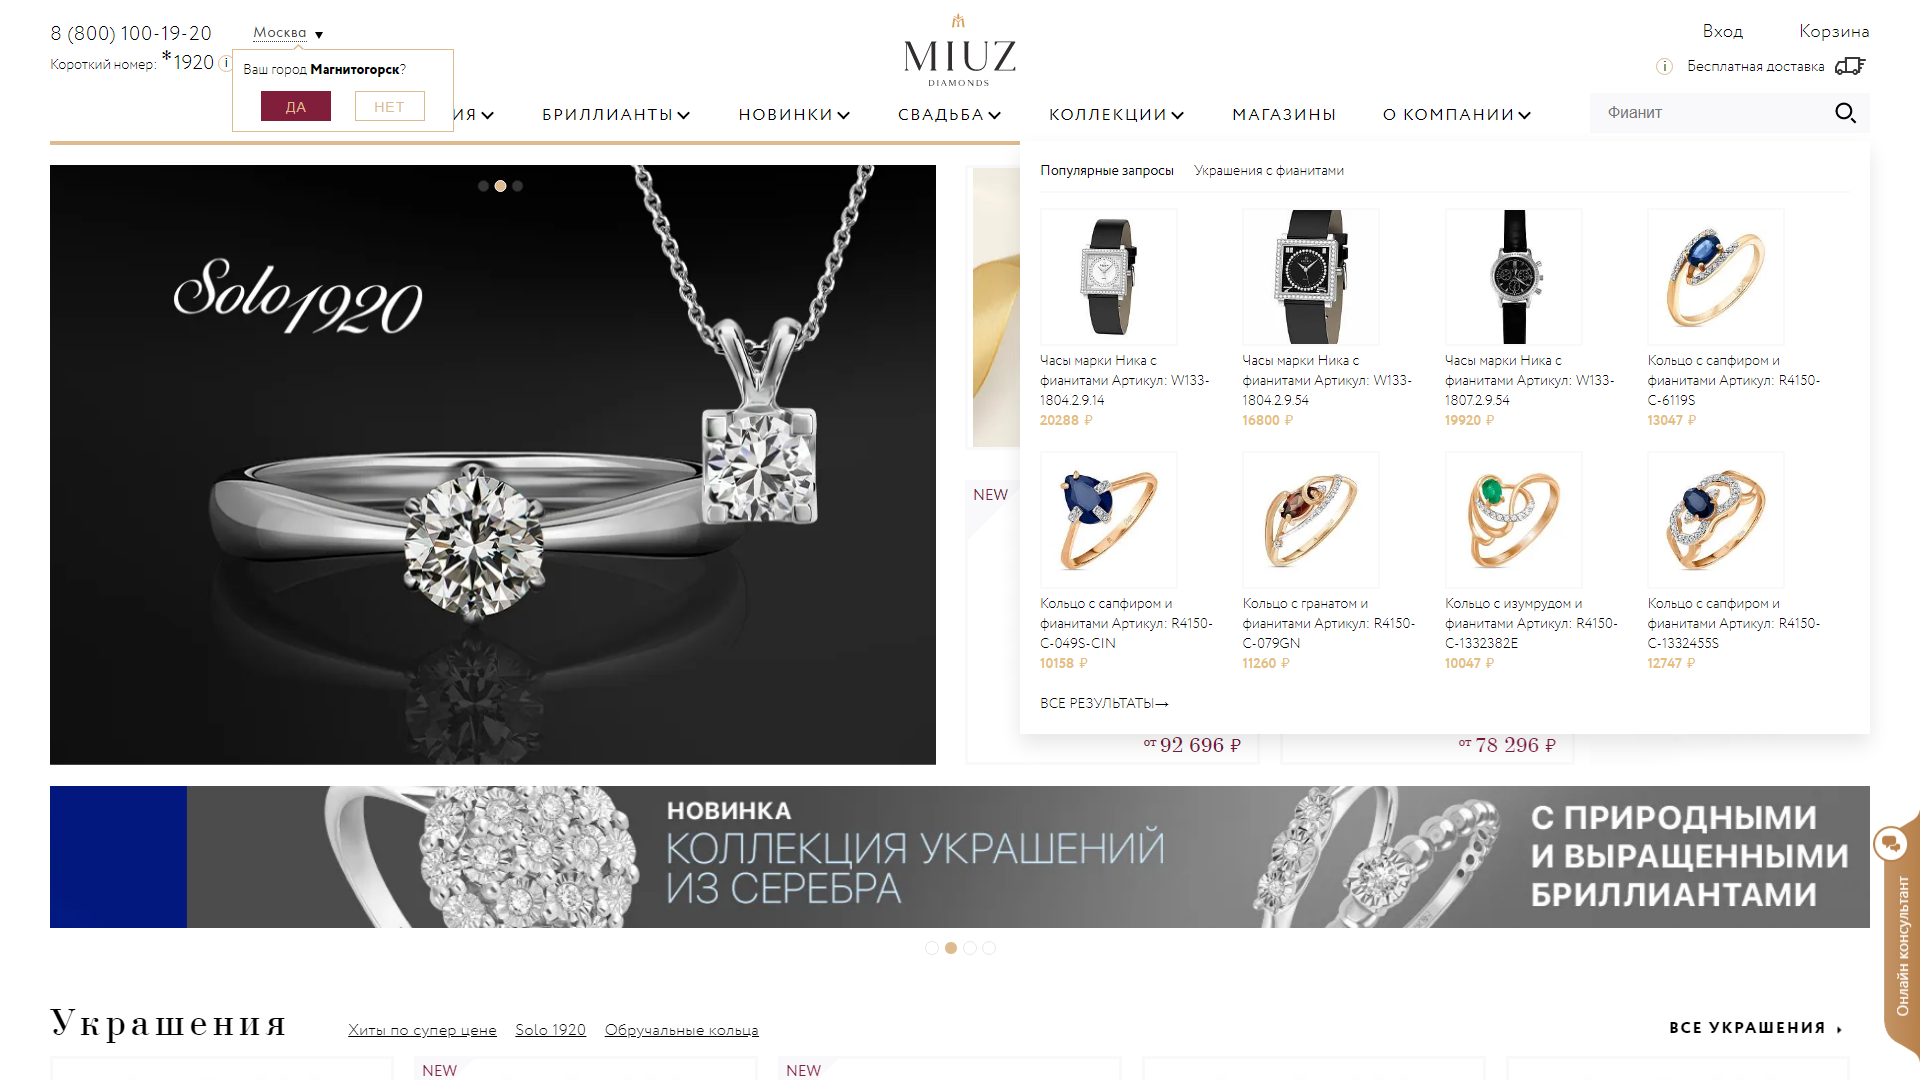 8 (800) 100-19-20
Москва ▼
Короткий номер: *1920 i
Ваш город Магнитогорск?
ДА
НЕТ
MIUZ
DIAMONDS
Вход
Корзина
i Бесплатная доставка
ИЯ
БРИЛЛИАНТЫ
НОВИНКИ
СВАДЬБА
КОЛЛЕКЦИИ
МАГАЗИНЫ
О КОМПАНИИ
Фианит
Solo 1920
Популярные запросы
Украшения с фианитами
Часы марки Ника с
фианитами Артикул: W133-
1804.2.9.14
20288 ₽
Часы марки Ника с
фианитами Артикул: W133-
1804.2.9.54
16800 ₽
Часы марки Ника с
фианитами Артикул: W133-
1807.2.9.54
19920 ₽
Кольцо с сапфиром и
фианитами Артикул: R4150-
C-6119S
13047 ₽
Кольцо с сапфиром и
фианитами Артикул: R4150-
C-049S-CIN
10158 ₽
Кольцо с гранатом и
фианитами Артикул: R4150-
C-079GN
11260 ₽
Кольцо с изумрудом и
фианитами Артикул: R4150-
C-1332382E
10047 ₽
Кольцо с сапфиром и
фианитами Артикул: R4150-
C-1332455S
12747 ₽
ВСЕ РЕЗУЛЬТАТЫ→
NEW
от 92 696 ₽
от 78 296 ₽
НОВИНКА
КОЛЛЕКЦИЯ УКРАШЕНИЙ
ИЗ СЕРЕБРА
С ПРИРОДНЫМИ
И ВЫРАЩЕННЫМИ
БРИЛЛИАНТАМИ
Онлайн консультант
Украшения
Хиты по супер цене
Solo 1920
Обручальные кольца
ВСЕ УКРАШЕНИЯ
NEW
NEW